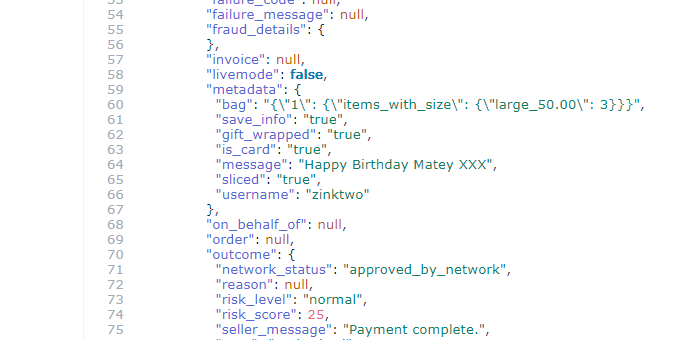 53 "failure_code": null,
54 "failure_message": null,
55 "fraud_details": {
56 },
57 "invoice": null,
58 "livemode": false,
59 "metadata": {
60 "bag": "{\"1\": {\"items_with_size\": {\"large_50.00\": 3}}}",
61 "save_info": "true",
62 "gift_wrapped": "true",
63 "is_card": "true",
64 "message": "Happy Birthday Matey XXX",
65 "sliced": "true",
66 "username": "zinktwo"
67 },
68 "on_behalf_of": null,
69 "order": null,
70 "outcome": {
71 "network_status": "approved_by_network",
72 "reason": null,
73 "risk_level": "normal",
74 "risk_score": 25,
75 "seller_message": "Payment complete.",